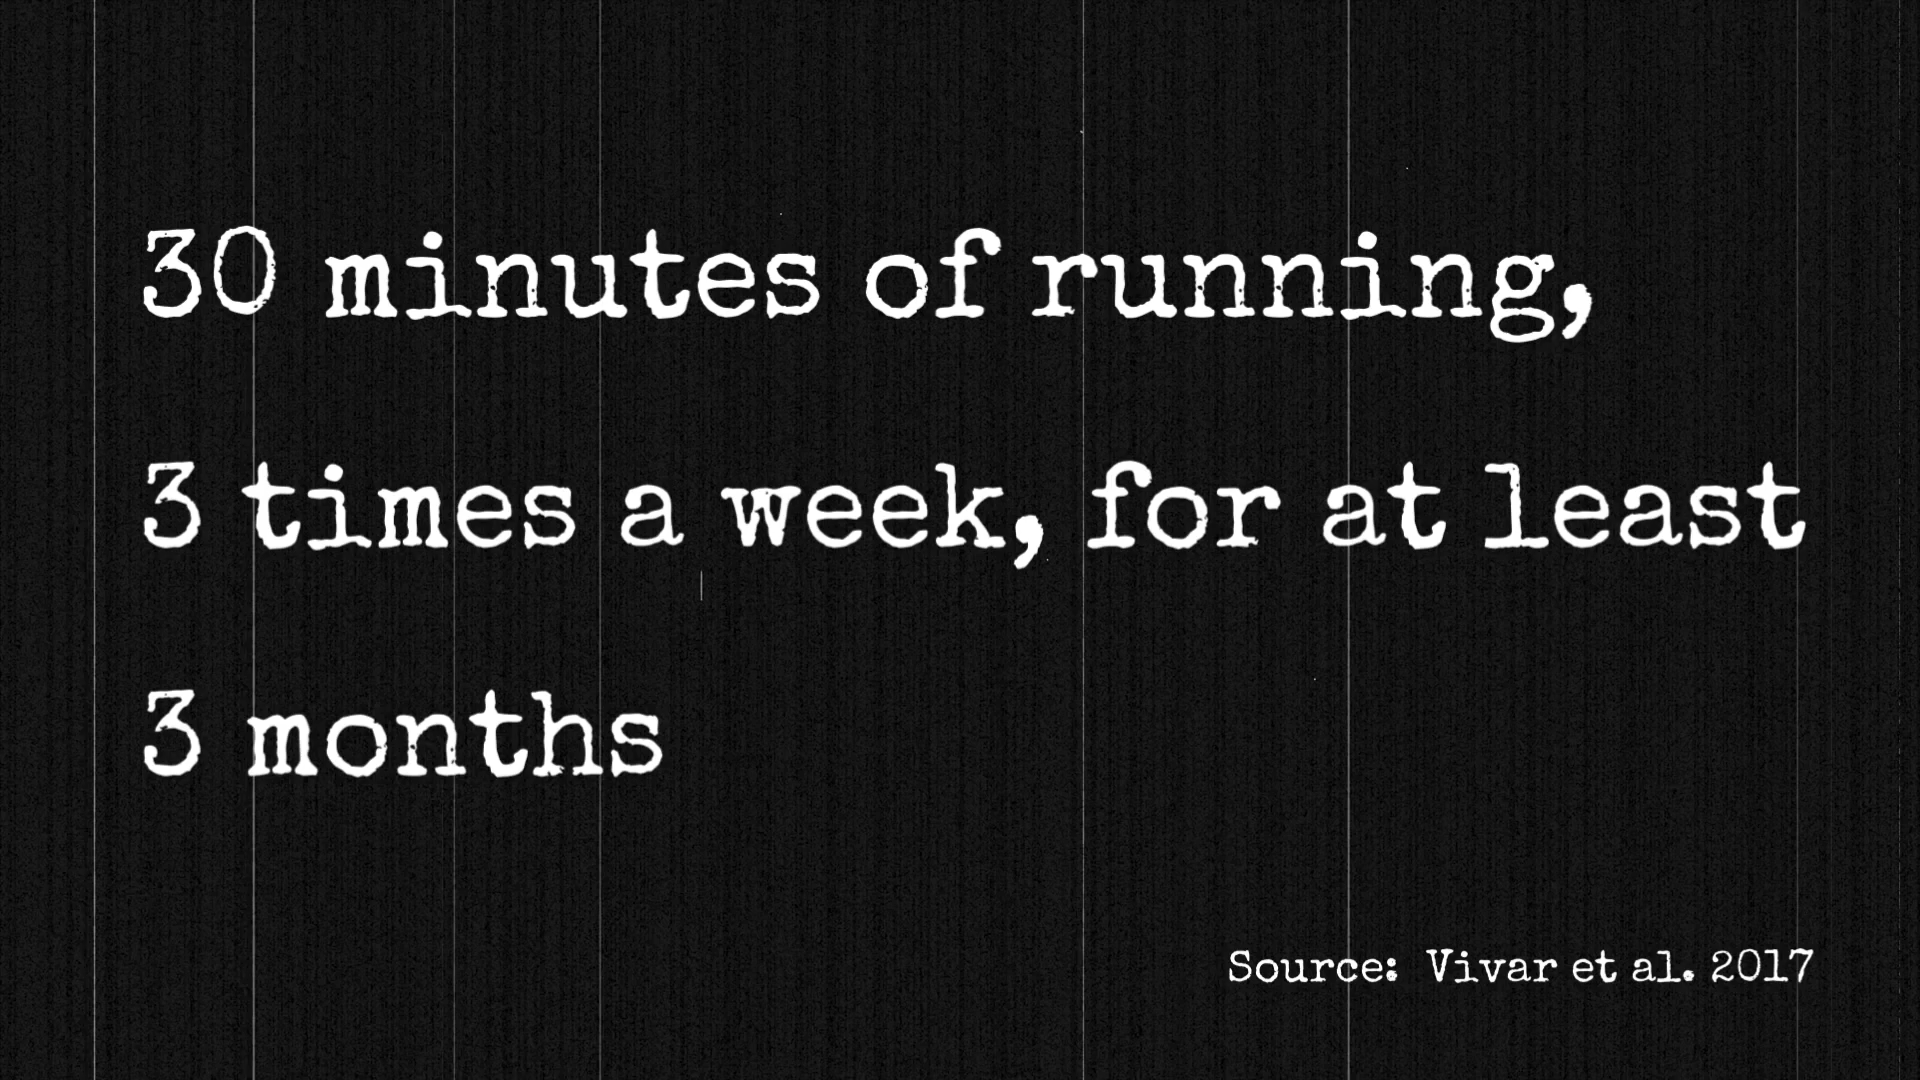 30 minutes of running,
3 times a week, for at least
3 months
Source: Vivar et al. 2017